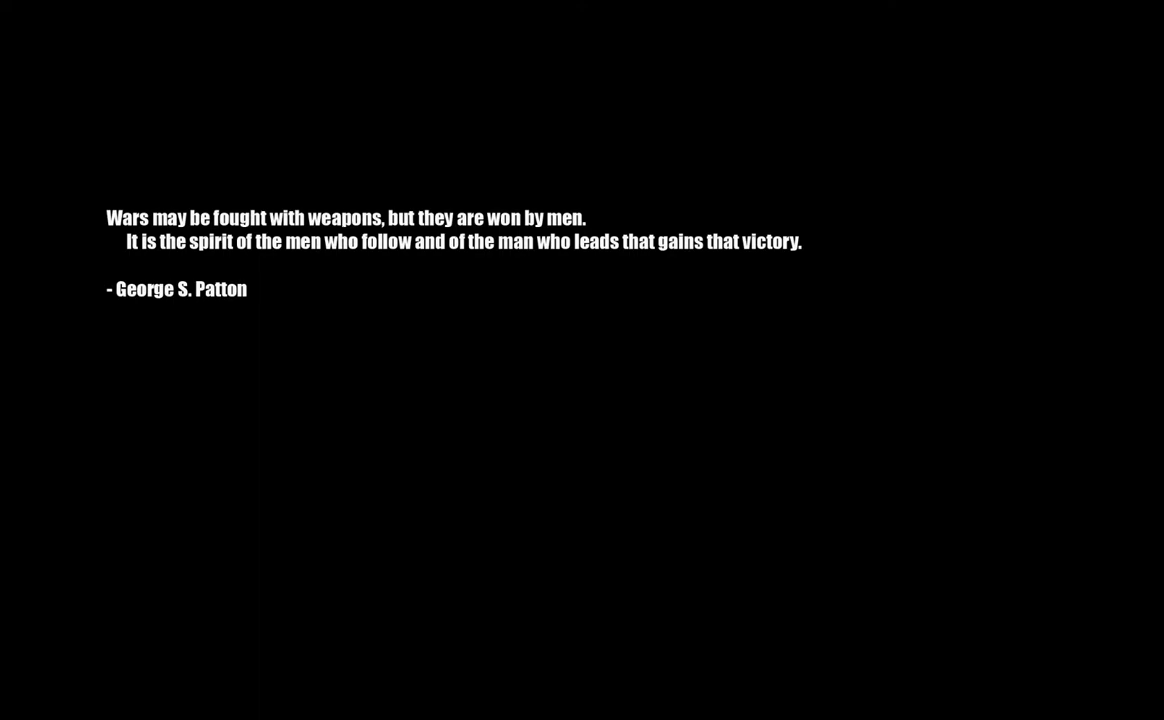 Wars may be fought with weapons, but they are won by men.
It is the spirit of the men who follow and of the man who leads that gains that victory.
- George S. Patton